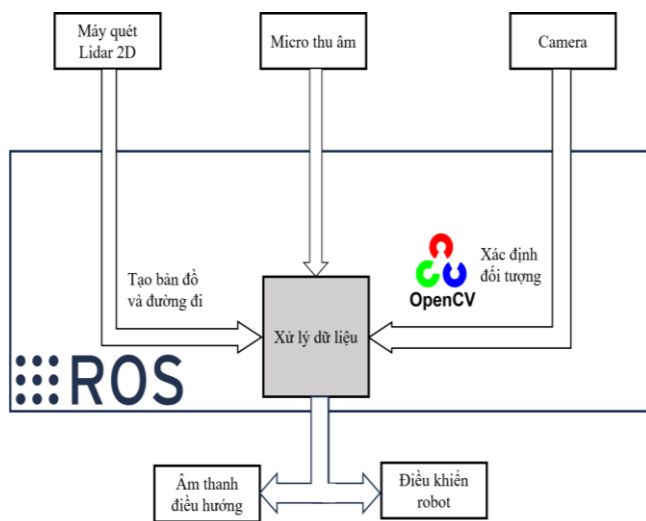 Máy quét
Lidar 2D
Micro thu âm
Camera
Tạo bản đồ
và đường đi
OpenCV
Xác định
đối tượng
Xử lý dữ liệu
ROS
Âm thanh
điều hướng
Điều khiển
robot